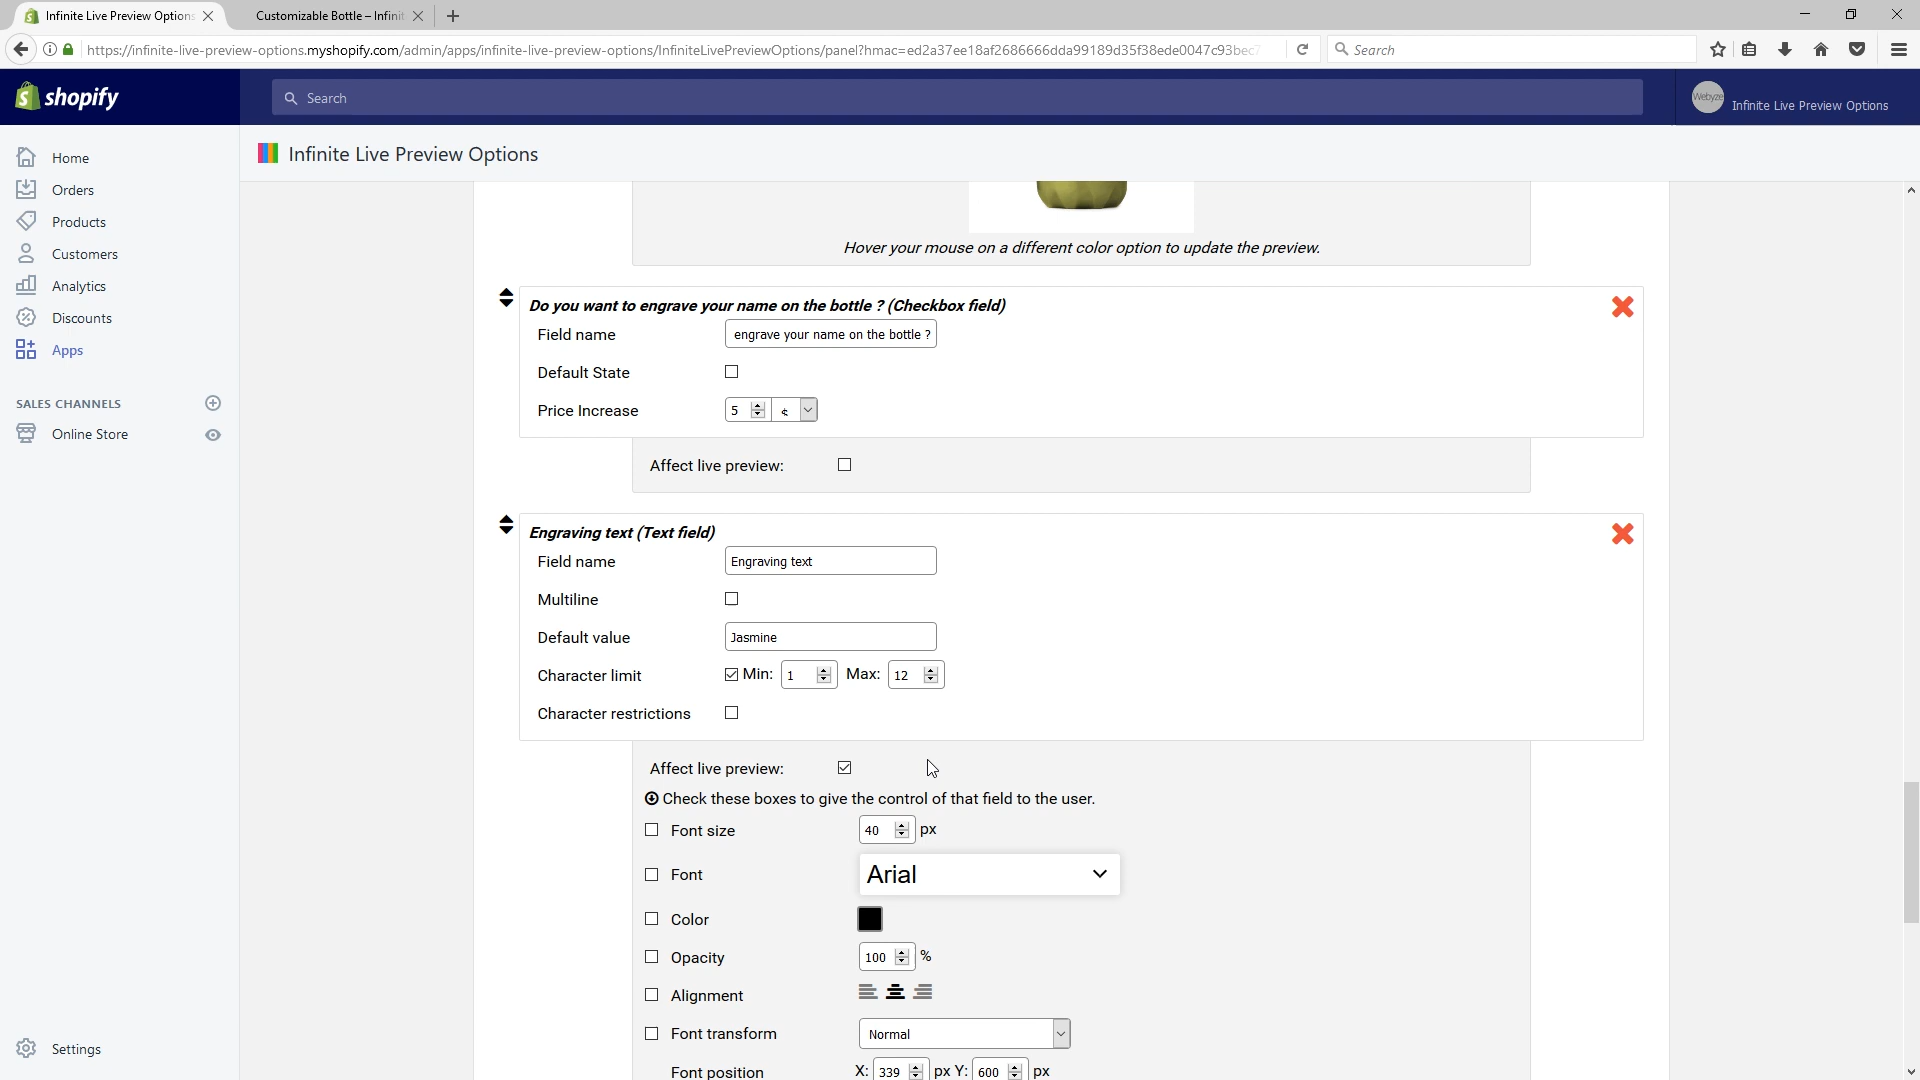 Infinite Live Preview Options
Customizable Bottle – Infinit
https://infinite-live-preview-options.myshopify.com/admin/apps/infinite-live-preview-options/InfiniteLivePreviewOptions/panel?hmac=ed2a37ee18af2686666dda99189d35f38ede0047c93bec7
Search
shopify
Search
Webyze
Infinite Live Preview Options
Home
Orders
Products
Customers
Analytics
Discounts
Apps
SALES CHANNELS
Online Store
Settings
Infinite Live Preview Options
Hover your mouse on a different color option to update the preview.
Do you want to engrave your name on the bottle ? (Checkbox field)
Field name engrave your name on the bottle ?
Default State
Price Increase 5 ¢
Affect live preview:
Engraving text (Text field)
Field name Engraving text
Multiline
Default value Jasmine
Character limit Min: 1 Max: 12
Character restrictions
Affect live preview:
Check these boxes to give the control of that field to the user.
Font size 40 px
Font Arial
Color
Opacity 100 %
Alignment
Font transform Normal
Font position X: 339 px Y: 600 px